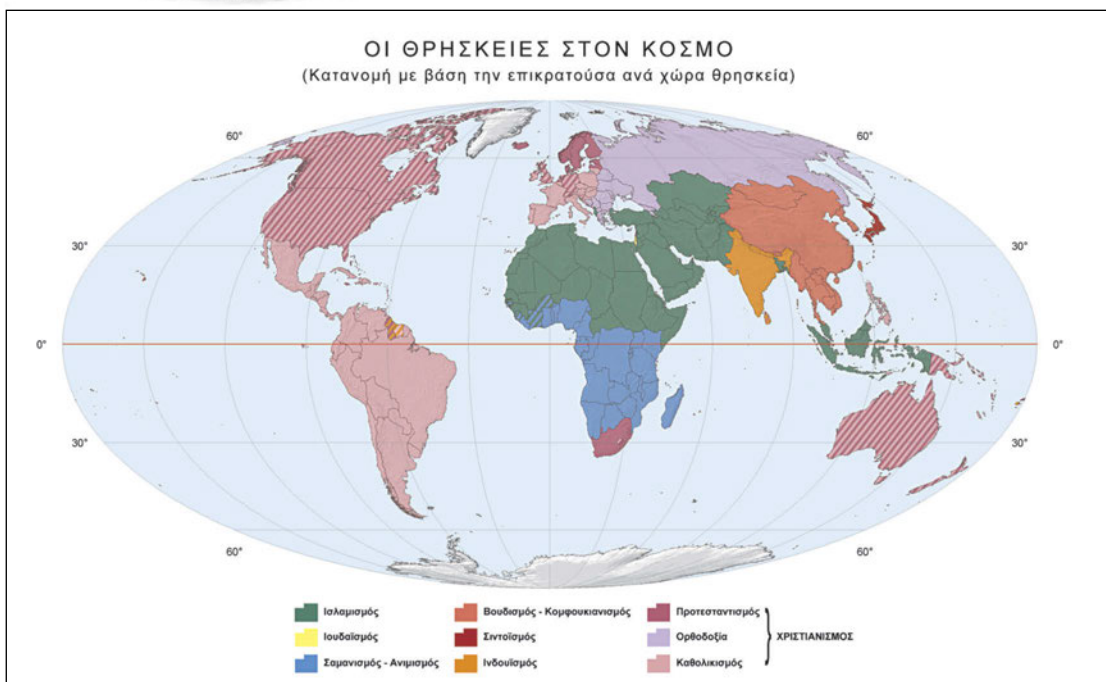 ΟΙ ΘΡΗΣΚΕΙΕΣ ΣΤΟΝ ΚΟΣΜΟ
(Κατανομή με βάση την επικρατούσα ανά χώρα θρησκεία)
60°
60°
30°
30°
0°
0°
30°
30°
60°
60°
Ισλαμισμός
Ιουδαϊσμός
Σαμανισμός - Ανιμισμός
Βουδισμός - Κομφουκιανισμός
Σιντοϊσμός
Ινδουϊσμός
Προτεσταντισμός
Ορθοδοξία
Καθολικισμός
ΧΡΙΣΤΙΑΝΙΣΜΟΣ